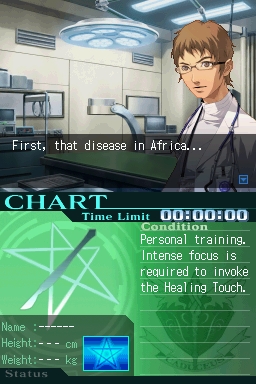 First, that disease in Africa...
CHART
Time Limit 00:00:00
Condition
Personal training.
Intense focus is
required to invoke
the Healing Touch.
Name :------
Height:--- cm
Weight:--- kg
Status